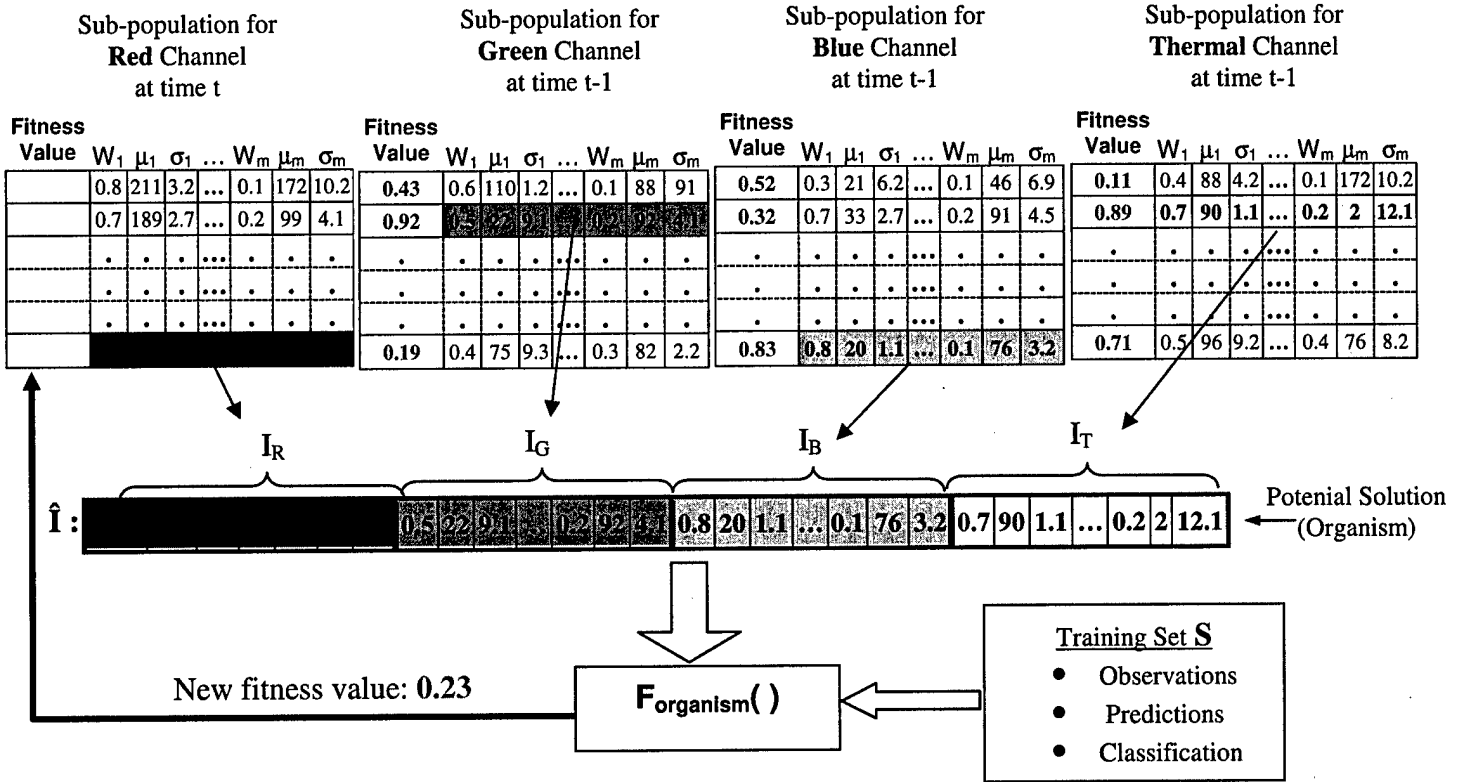 Sub-population for
Red Channel
at time t
Sub-population for
Green Channel
at time t-1
Sub-population for
Blue Channel
at time t-1
Sub-population for
Thermal Channel
at time t-1
Fitness
Value W1 μ1 σ1 ... Wm μm σm
0.8 211 3.2 ... 0.1 172 10.2
0.7 189 2.7 ... 0.2 99 4.1
. . . ... . . .
. . . ... . . .
. . . ... . . .
Fitness
Value W1 μ1 σ1 ... Wm μm σm
0.43 0.6 110 1.2 ... 0.1 88 91
0.92 0.5 9.1 0.2 92 4.1
. . . . ... . . .
. . . . ... . . .
. . . . ... . . .
0.19 0.4 75 9.3 ... 0.3 82 2.2
Fitness
Value W1 μ1 σ1 ... Wm μm σm
0.52 0.3 21 6.2 ... 0.1 46 6.9
0.32 0.7 33 2.7 ... 0.2 91 4.5
. . . . ... . . .
. . . . ... . . .
. . . . ... . . .
0.83 0.8 20 1.1 ... 0.1 76 3.2
Fitness
Value W1 μ1 σ1 ... Wm μm σm
0.11 0.4 88 4.2 ... 0.1 172 10.2
0.89 0.7 90 1.1 ... 0.2 2 12.1
. . . . ... . . .
. . . . ... . . .
. . . . ... . . .
0.71 0.5 96 9.2 ... 0.4 76 8.2
IR
IG
IB
IT
Î :
0.5 22 9.1 ... 0.2 92 4.1 0.8 20 1.1 ... 0.1 76 3.2 0.7 90 1.1 ... 0.2 2 12.1
Potenial Solution
(Organism)
New fitness value: 0.23
Forganism( )
Training Set S
● Observations
● Predictions
● Classification